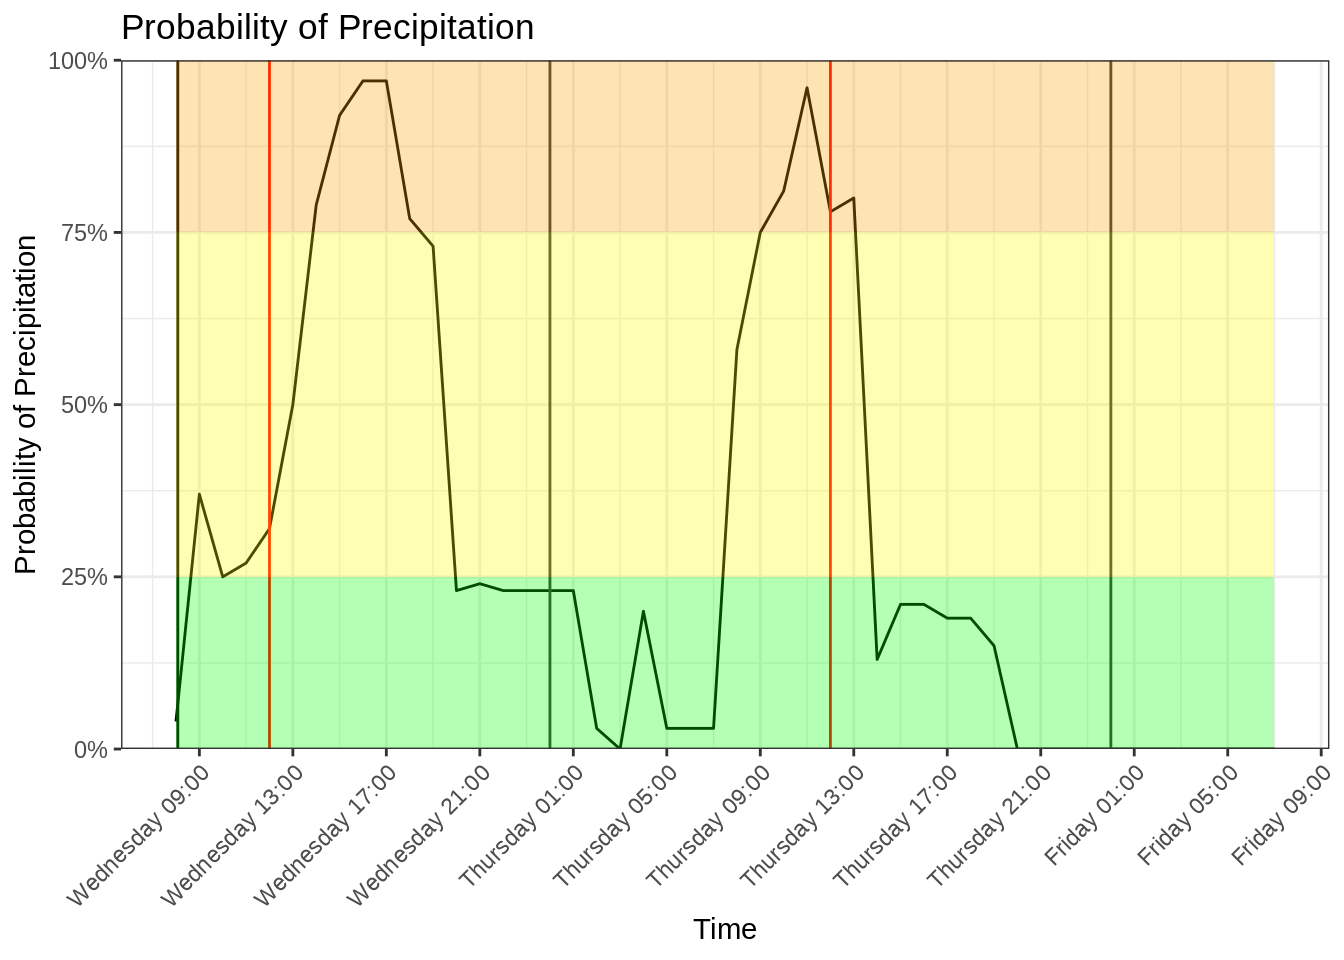 Probability of Precipitation
Probability of Precipitation
100%
75%
50%
25%
0%
Wednesday 09:00
Wednesday 13:00
Wednesday 17:00
Wednesday 21:00
Thursday 01:00
Thursday 05:00
Thursday 09:00
Thursday 13:00
Thursday 17:00
Thursday 21:00
Friday 01:00
Friday 05:00
Friday 09:00
Time